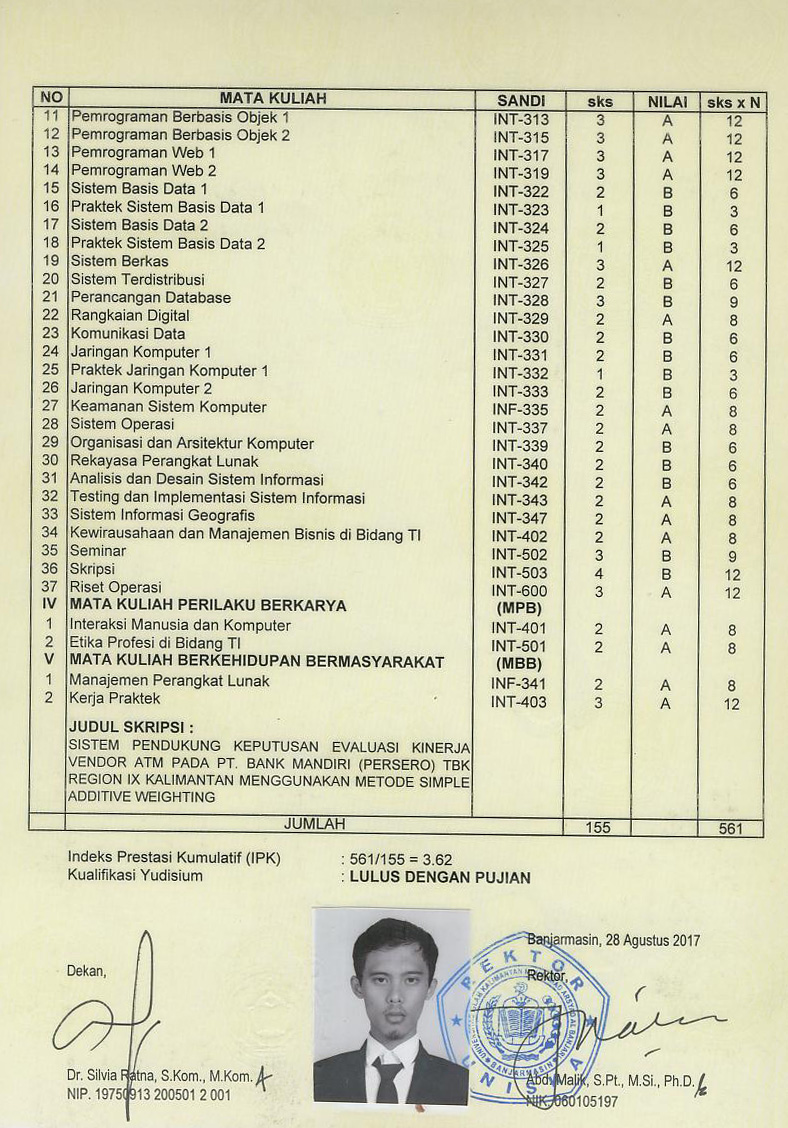 NO MATA KULIAH SANDI sks NILAI sks x N
11 Pemrograman Berbasis Objek 1 INT-313 3 A 12
12 Pemrograman Berbasis Objek 2 INT-315 3 A 12
13 Pemrograman Web 1 INT-317 3 A 12
14 Pemrograman Web 2 INT-319 3 A 12
15 Sistem Basis Data 1 INT-322 2 B 6
16 Praktek Sistem Basis Data 1 INT-323 1 B 3
17 Sistem Basis Data 2 INT-324 2 B 6
18 Praktek Sistem Basis Data 2 INT-325 1 B 3
19 Sistem Berkas INT-326 3 A 12
20 Sistem Terdistribusi INT-327 2 B 6
21 Perancangan Database INT-328 3 B 9
22 Rangkaian Digital INT-329 2 A 8
23 Komunikasi Data INT-330 2 B 6
24 Jaringan Komputer 1 INT-331 2 B 6
25 Praktek Jaringan Komputer 1 INT-332 1 B 3
26 Jaringan Komputer 2 INT-333 2 B 6
27 Keamanan Sistem Komputer INF-335 2 A 8
28 Sistem Operasi INT-337 2 A 8
29 Organisasi dan Arsitektur Komputer INT-339 2 B 6
30 Rekayasa Perangkat Lunak INT-340 2 B 6
31 Analisis dan Desain Sistem Informasi INT-342 2 B 6
32 Testing dan Implementasi Sistem Informasi INT-343 2 A 8
33 Sistem Informasi Geografis INT-347 2 A 8
34 Kewirausahaan dan Manajemen Bisnis di Bidang TI INT-402 2 A 8
35 Seminar INT-502 3 B 9
36 Skripsi INT-503 4 B 12
37 Riset Operasi INT-600 3 A 12
IV MATA KULIAH PERILAKU BERKARYA (MPB)
1 Interaksi Manusia dan Komputer INT-401 2 A 8
2 Etika Profesi di Bidang TI INT-501 2 A 8
V MATA KULIAH BERKEHIDUPAN BERMASYARAKAT (MBB)
1 Manajemen Perangkat Lunak INF-341 2 A 8
2 Kerja Praktek INT-403 3 A 12
JUDUL SKRIPSI :
SISTEM PENDUKUNG KEPUTUSAN EVALUASI KINERJA
VENDOR ATM PADA PT. BANK MANDIRI (PERSERO) TBK
REGION IX KALIMANTAN MENGGUNAKAN METODE SIMPLE
ADDITIVE WEIGHTING
JUMLAH 155 561
Indeks Prestasi Kumulatif (IPK) : 561/155 = 3.62
Kualifikasi Yudisium : LULUS DENGAN PUJIAN
Banjarmasin, 28 Agustus 2017
Dekan,
Rektor,
REKTOR
BANJARMASIN
UNISKA
Dr. Silvia Ratna, S.Kom., M.Kom.
NIP. 19750913 200501 2 001
Abd. Malik, S.Pt., M.Si., Ph.D.
NIK. 060105197